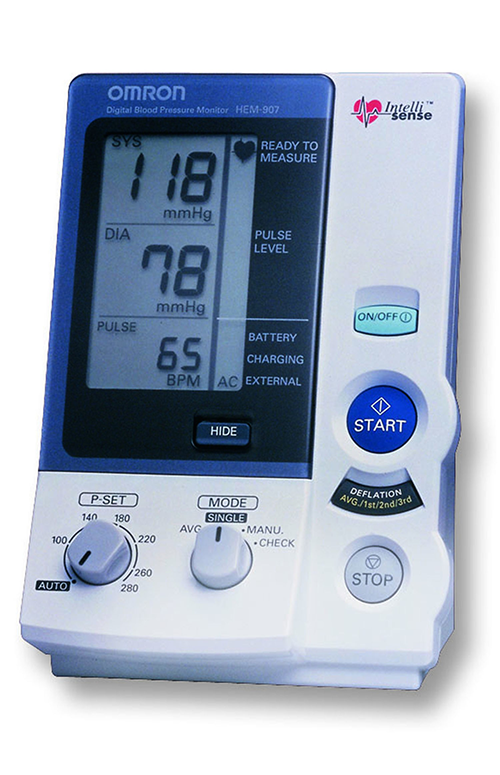 OMRON
Digital Blood Pressure Monitor HEM-907
Intelli™
sense
SYS
118
mmHg
READY TO
MEASURE
DIA
78
mmHg
PULSE
LEVEL
PULSE
65
BPM
AC
BATTERY
CHARGING
EXTERNAL
HIDE
ON/OFF
START
DEFLATION
AVG./1st/2nd/3rd
STOP
P-SET
140 180
100 220
260
AUTO 280
MODE
SINGLE
AVG. •MANU.
•CHECK